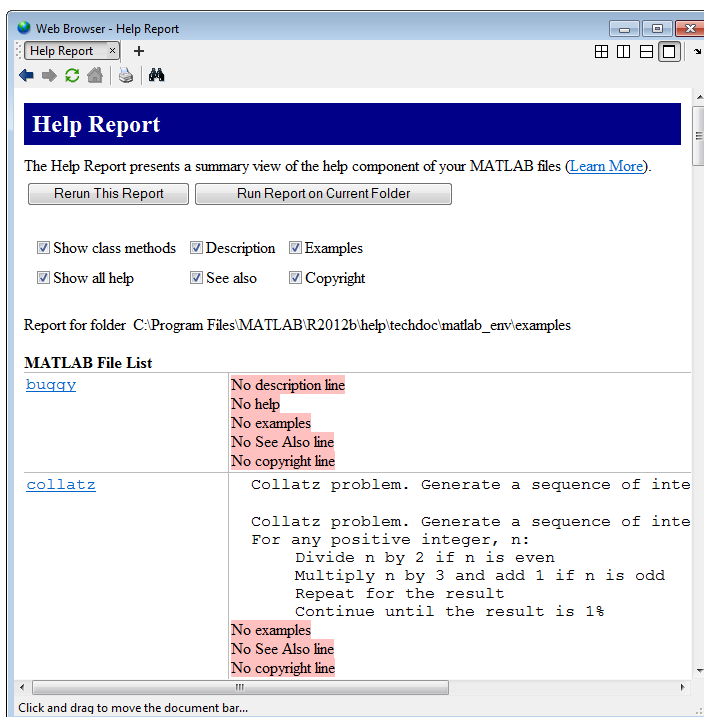 Web Browser - Help Report
Help Report
Help Report
The Help Report presents a summary view of the help component of your MATLAB files (Learn More).
Rerun This Report Run Report on Current Folder
Show class methods Description Examples
Show all help See also Copyright
Report for folder C:\Program Files\MATLAB\R2012b\help\techdoc\matlab_env\examples
MATLAB File List
buggy No description line
No help
No examples
No See Also line
No copyright line
collatz Collatz problem. Generate a sequence of inte
Collatz problem. Generate a sequence of inte
For any positive integer, n:
Divide n by 2 if n is even
Multiply n by 3 and add 1 if n is odd
Repeat for the result
Continue until the result is 1%
No examples
No See Also line
No copyright line
Click and drag to move the document bar...